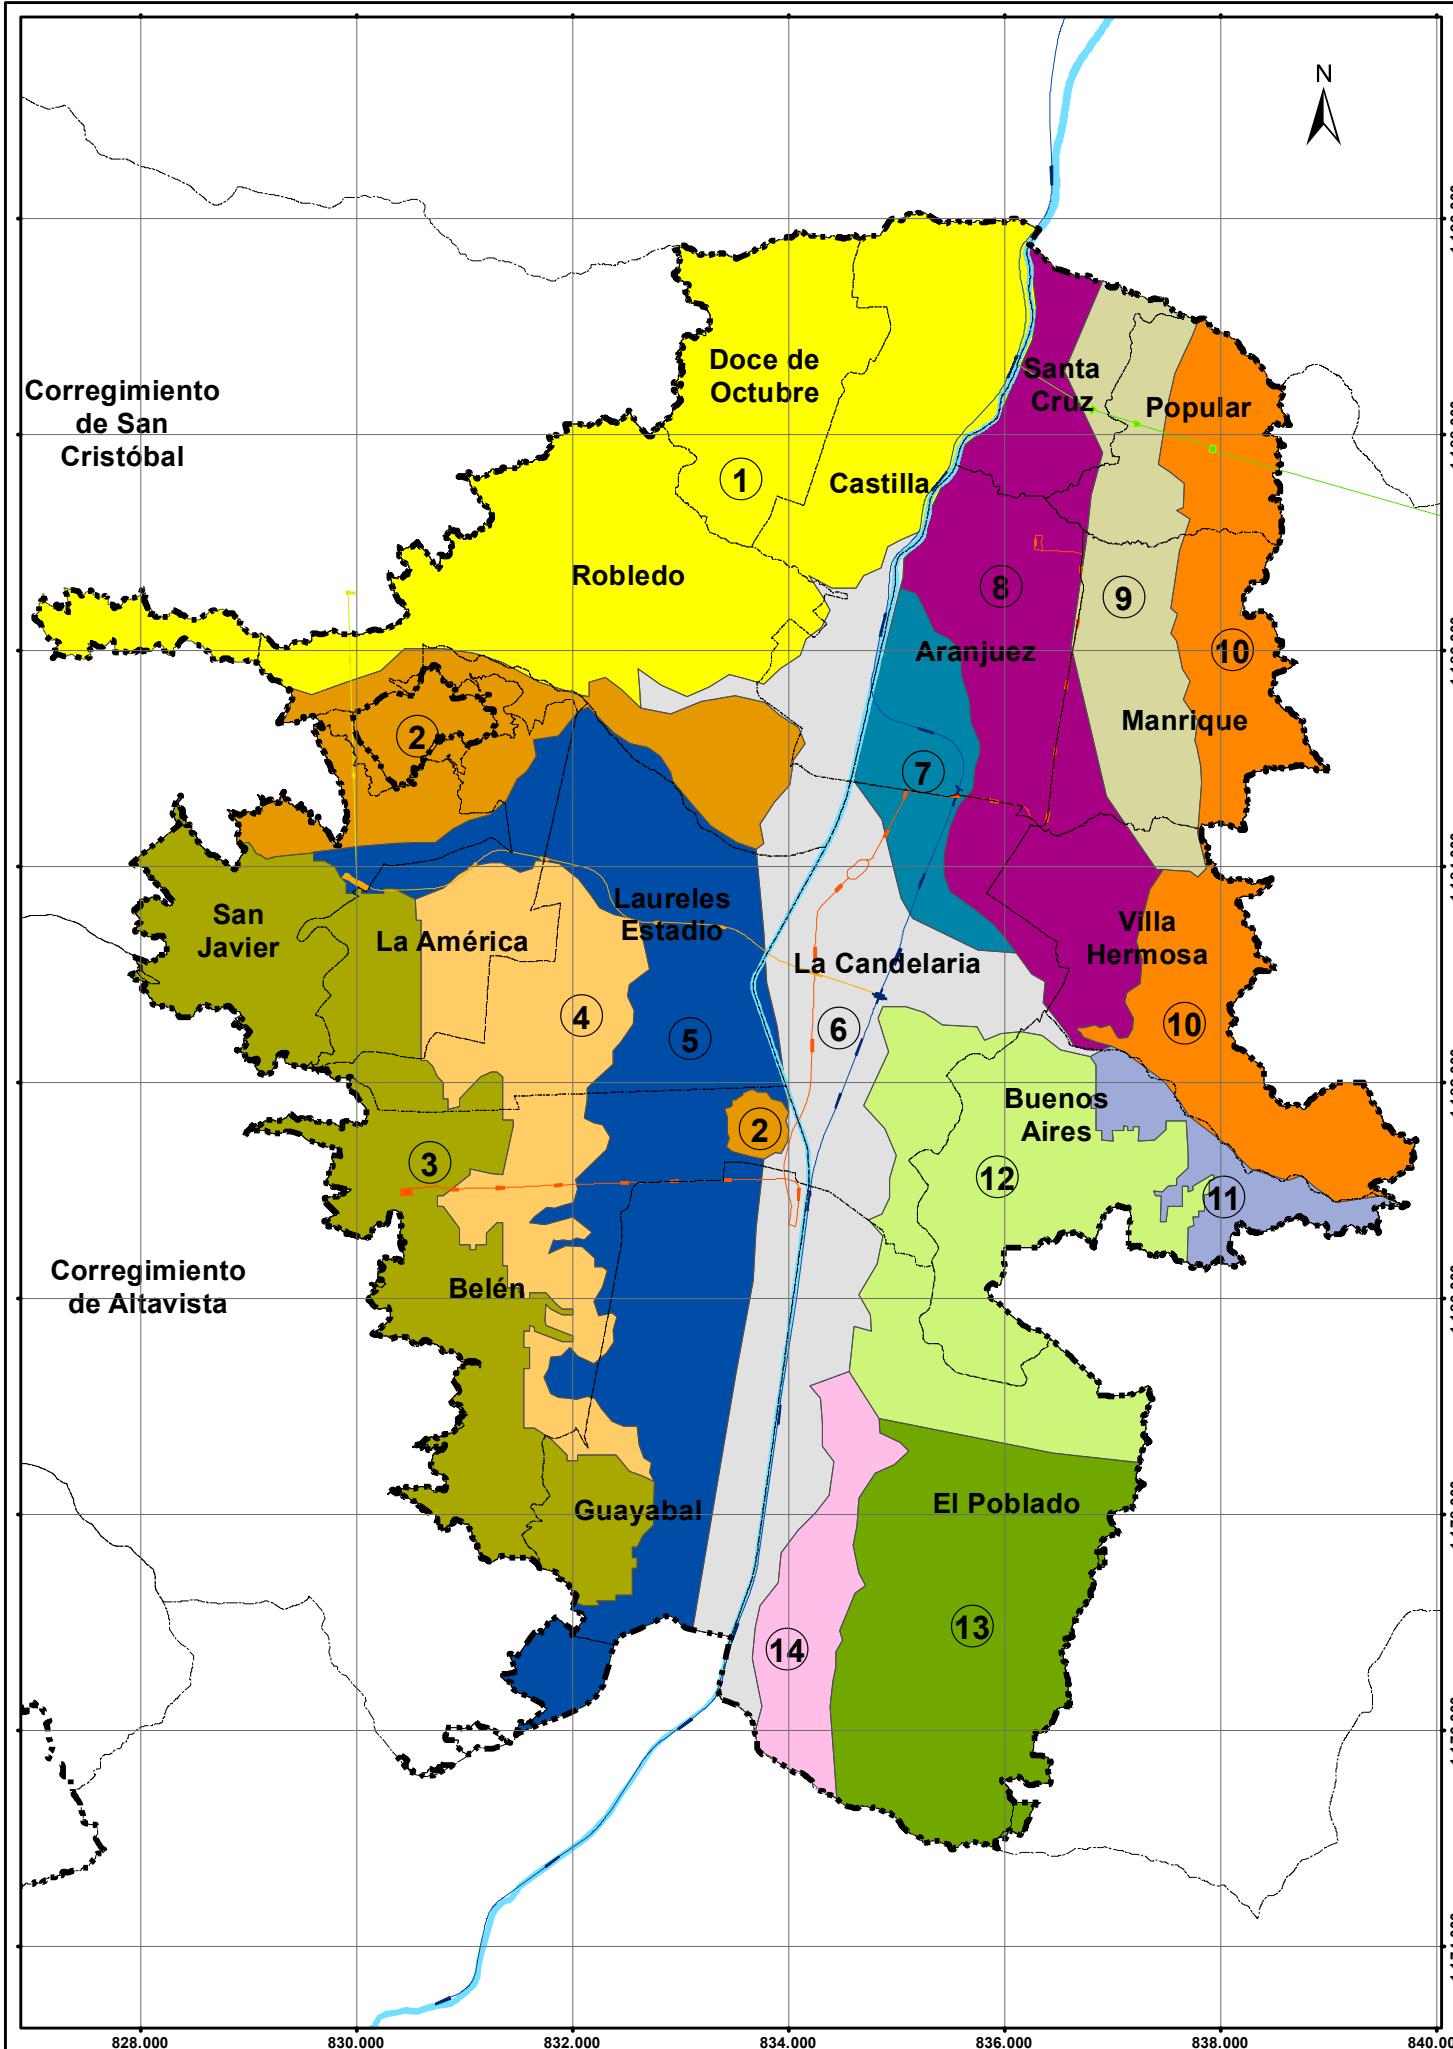 N
Doce de
Octubre
Santa
Cruz
Popular
Corregimiento
de San
Cristóbal
1
Castilla
Robledo
8
9
Aranjuez
10
Manrique
2
7
San
Javier
La América
Laureles
Estadio
Villa
Hermosa
La Candelaria
4
5
6
10
Buenos
Aires
2
3
12
11
Corregimiento
de Altavista
Belén
Guayabal
El Poblado
13
14
828.000
830.000
832.000
834.000
836.000
838.000